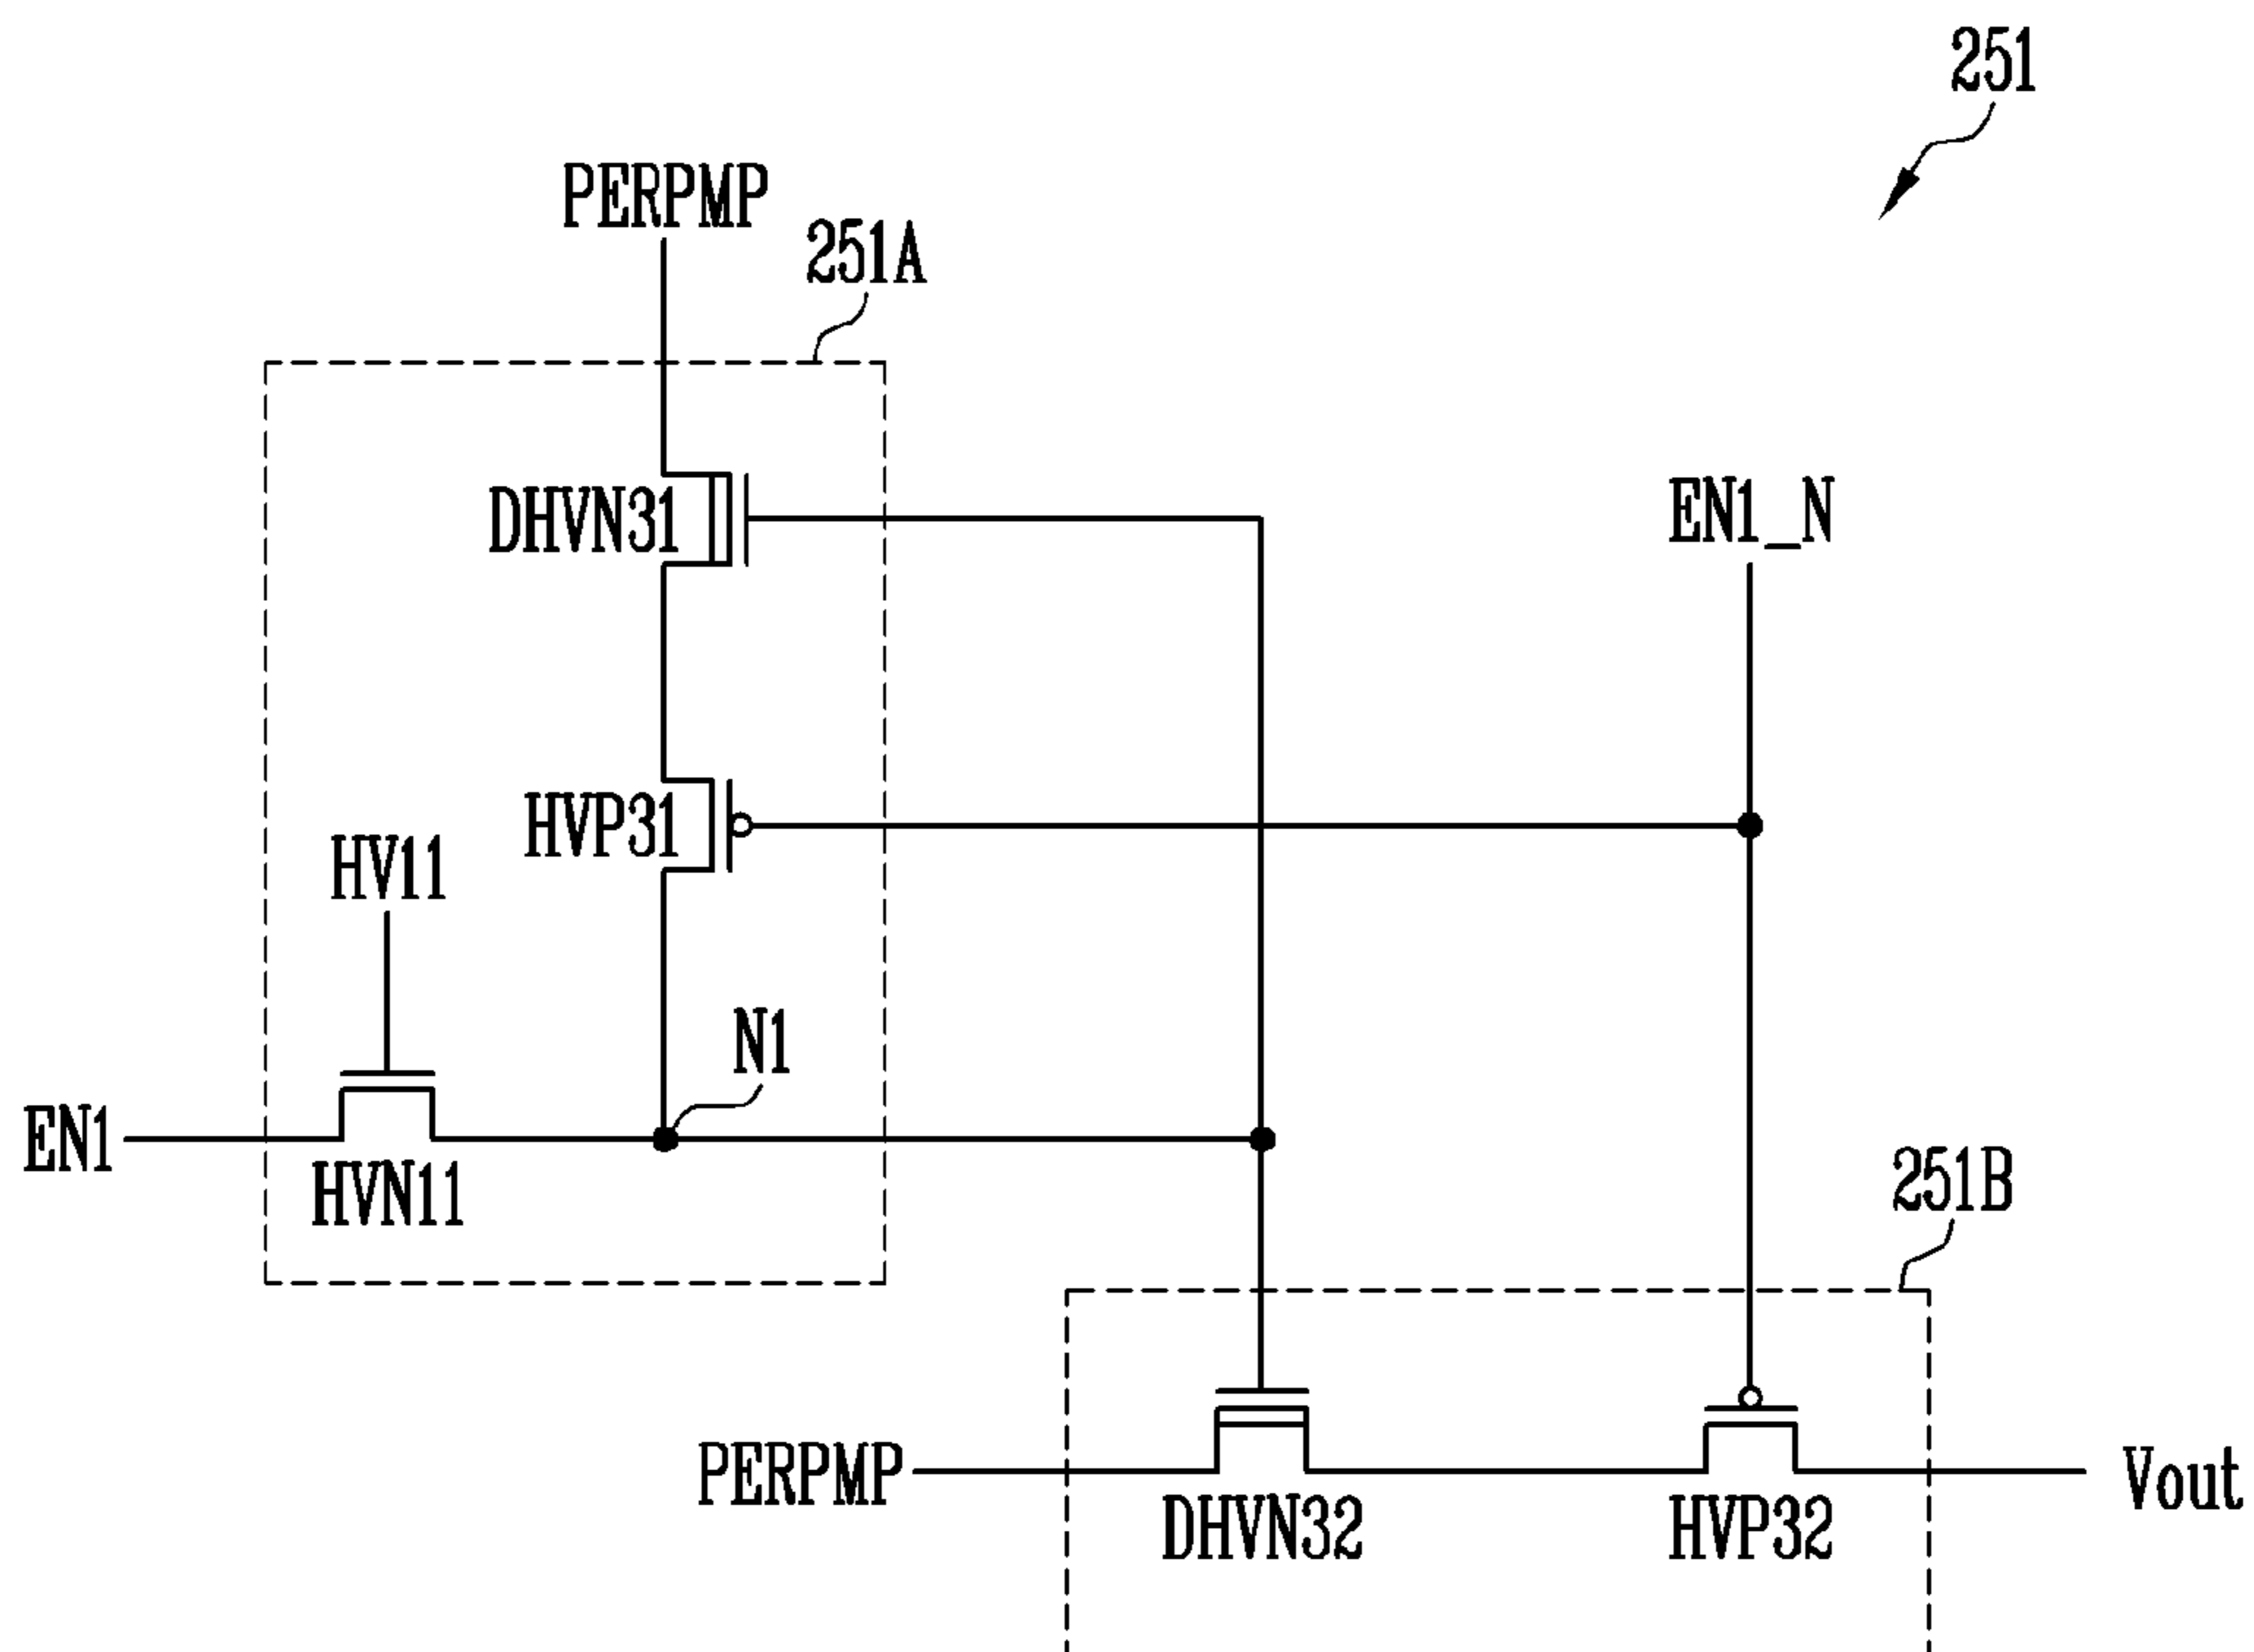 251
PERPMP
251A
DHVN31
EN1_N
HVP31
HV11
N1
EN1
HVN11
251B
PERPMP
Vout
DHVN32
HVP32